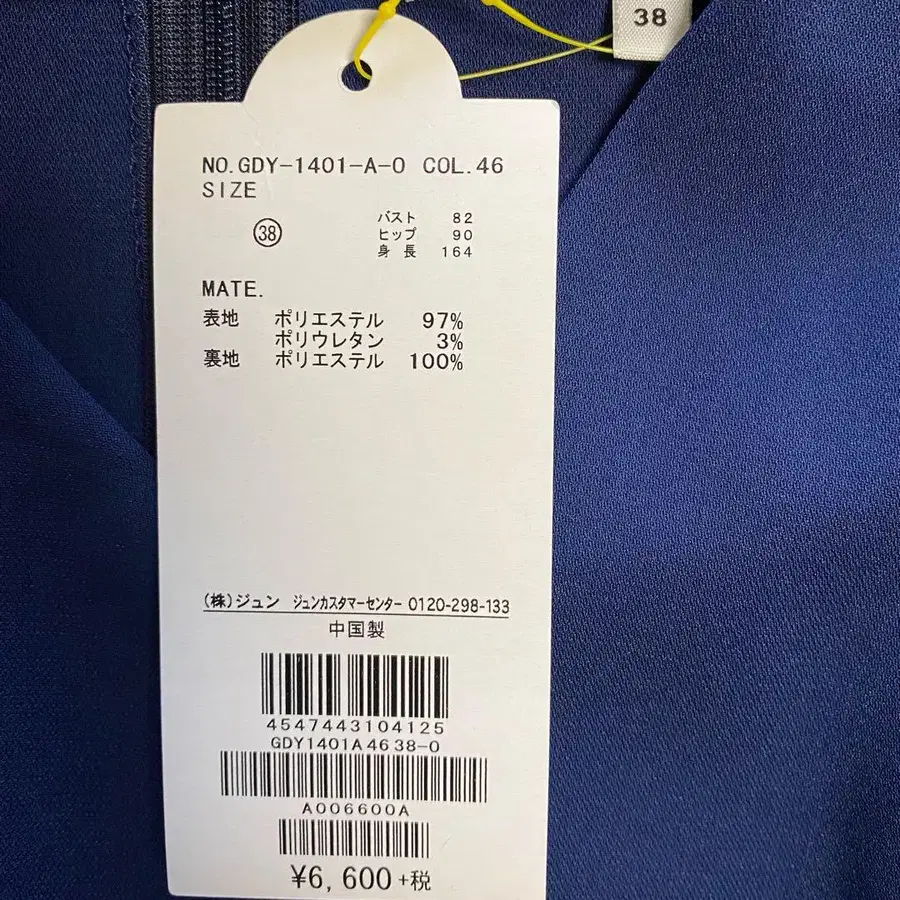 38
NO.GDY-1401-A-0 COL.46
SIZE
㊳ バスト 82
ヒップ 90
身長 164
MATE.
表地 ポリエステル 97%
ポリウレタン 3%
裏地 ポリエステル 100%
(株)ジュン ジュンカスタマーセンター 0120-298-133
中国製
4547443104125
GDY1401A4638-0
A006600A
¥6,600+税